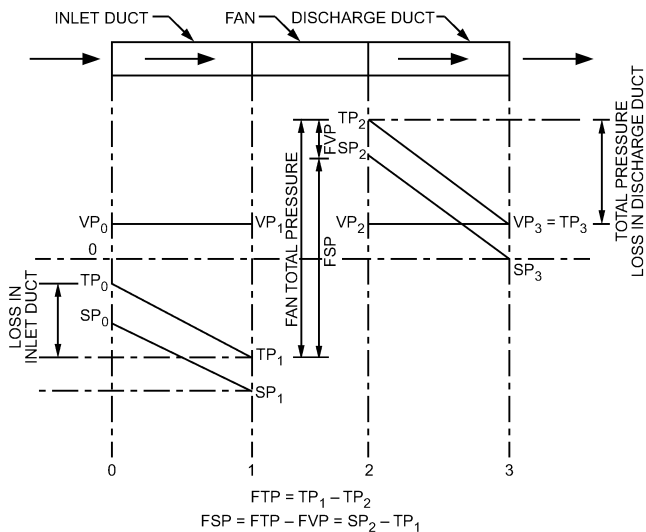 INLET DUCT
FAN
DISCHARGE DUCT
TP₂
FVP
SP₂
FAN TOTAL PRESSURE
TOTAL PRESSURE
LOSS IN DISCHARGE DUCT
VP₀
VP₁
VP₂
VP₃ = TP₃
0
FSP
TP₀
SP₃
LOSS IN
INLET DUCT
SP₀
TP₁
SP₁
0
1
2
3
FTP = TP₁ – TP₂
FSP = FTP – FVP = SP₂ – TP₁